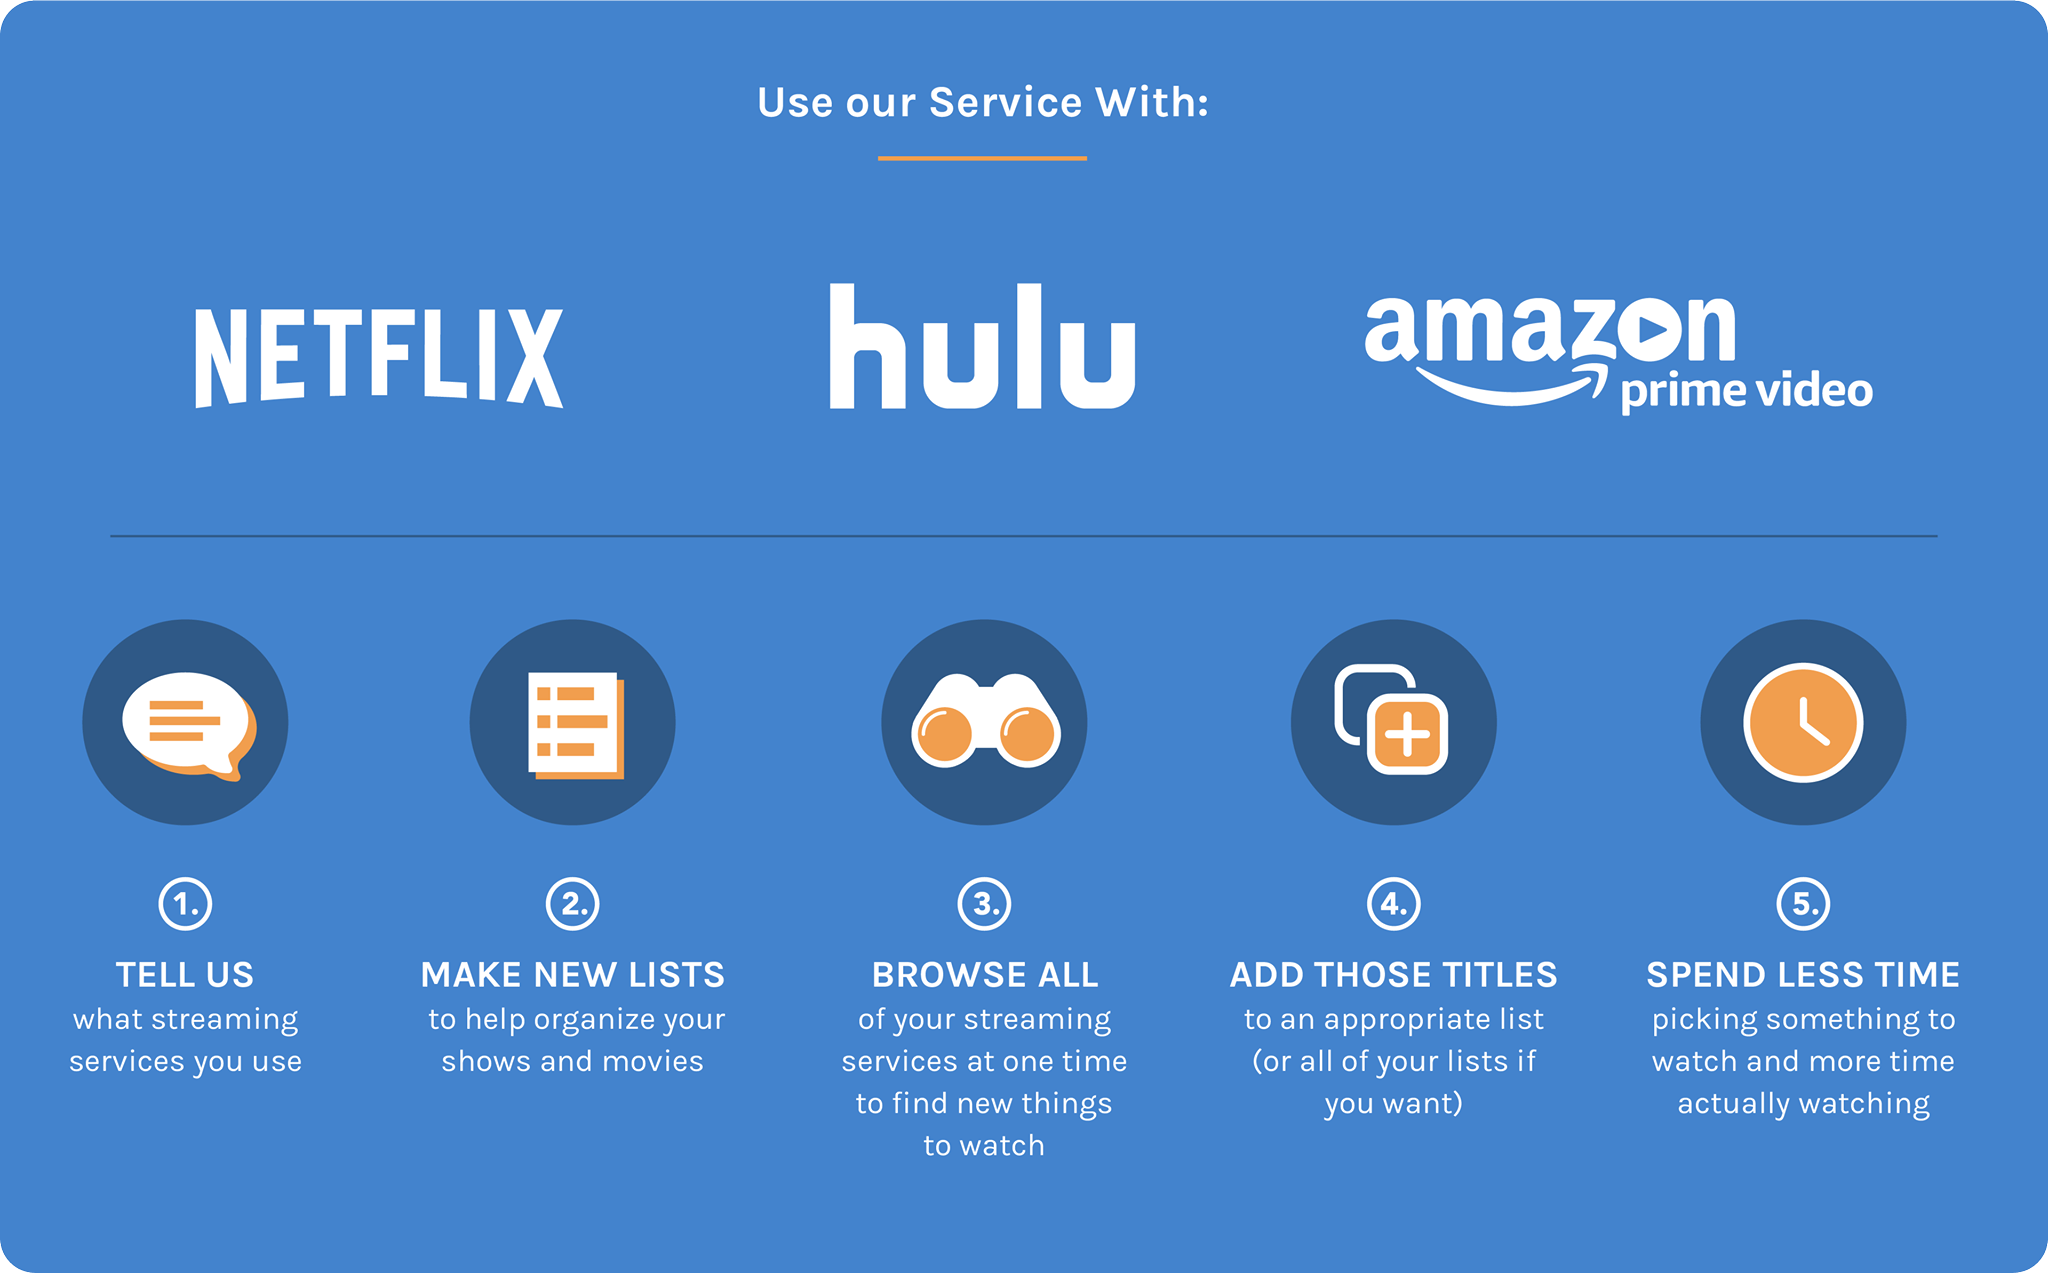 Use our Service With:
NETFLIX
hulu
amazon
prime video
1.
TELL US
what streaming
services you use
2.
MAKE NEW LISTS
to help organize your
shows and movies
3.
BROWSE ALL
of your streaming
services at one time
to find new things
to watch
4.
ADD THOSE TITLES
to an appropriate list
(or all of your lists if
you want)
5.
SPEND LESS TIME
picking something to
watch and more time
actually watching